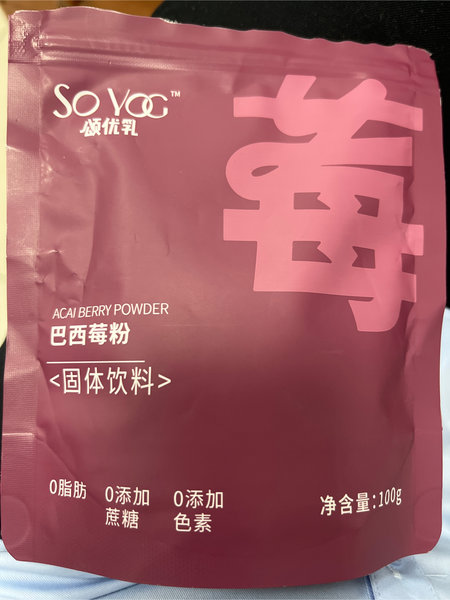 SO YOG™
颂优乳
莓
ACAI BERRY POWDER
巴西莓粉
<固体饮料>
0脂肪
0添加
蔗糖
0添加
色素
净含量:100g